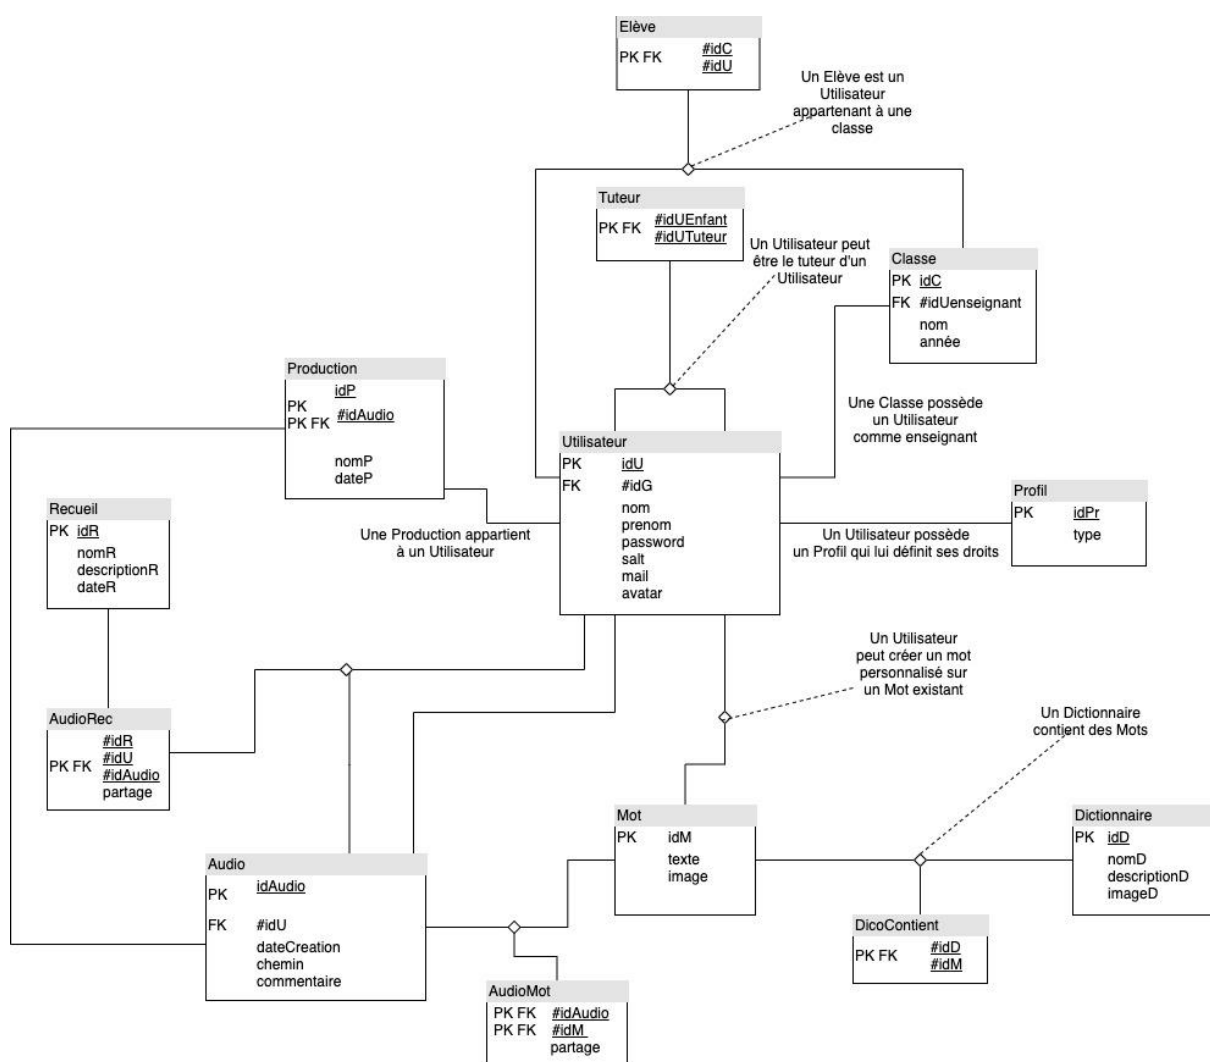 Elève
PK FK #idC
#idU
Un Elève est un
Utilisateur
appartenant à une
classe
Tuteur
PK FK #idUEnfant
#idUTuteur
Un Utilisateur peut
être le tuteur d'un
Utilisateur
Classe
PK idC
FK #idUenseignant
nom
année
Une Classe possède
un Utilisateur
comme enseignant
Production
idP
PK
PK FK #idAudio
nomP
dateP
Une Production appartient
à un Utilisateur
Utilisateur
PK idU
FK #idG
nom
prenom
password
salt
mail
avatar
Profil
PK idPr
type
Un Utilisateur possède
un Profil qui lui définit ses droits
Recueil
PK idR
nomR
descriptionR
dateR
AudioRec
#idR
#idU
PK FK
#idAudio
partage
Un Utilisateur
peut créer un mot
personnalisé sur
un Mot existant
Un Dictionnaire
contient des Mots
Mot
PK idM
texte
image
Dictionnaire
PK idD
nomD
descriptionD
imageD
Audio
idAudio
PK
FK #idU
dateCreation
chemin
commentaire
DicoContient
PK FK #idD
#idM
AudioMot
PK FK #idAudio
PK FK #idM
partage